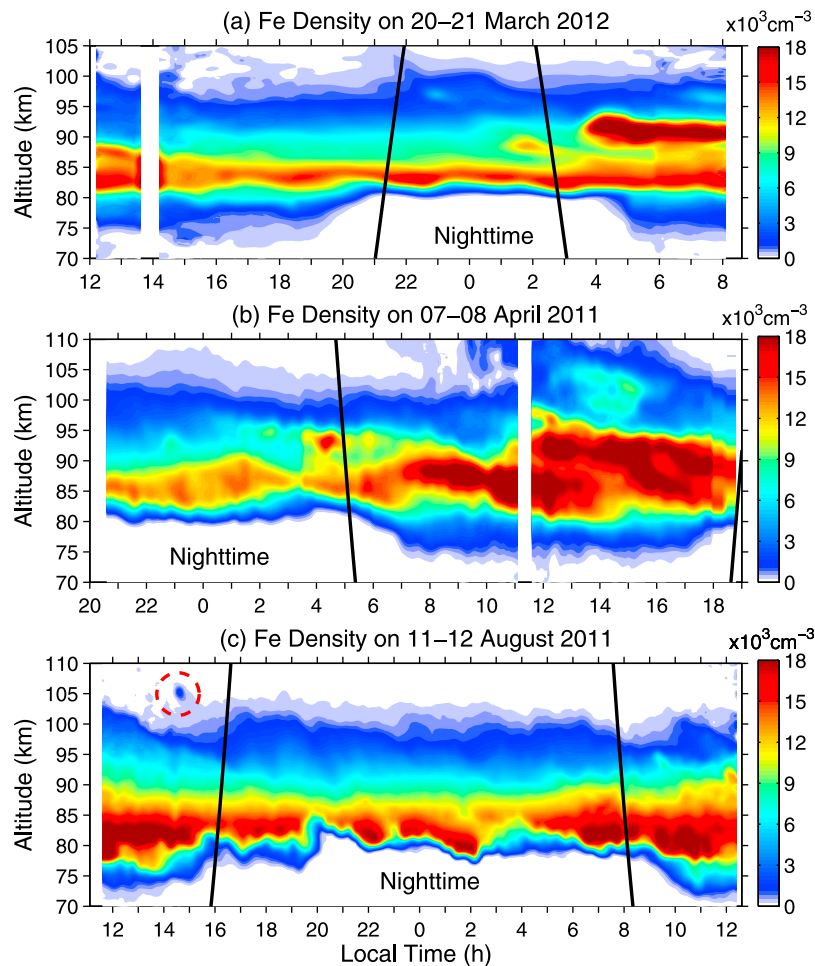 (a) Fe Density on 20–21 March 2012
x10³cm⁻³
Altitude (km)
105
100
95
90
85
80
75
70
Nighttime
12 14 16 18 20 22 0 2 4 6 8
18
15
12
9
6
3
0
(b) Fe Density on 07–08 April 2011
x10³cm⁻³
Altitude (km)
110
105
100
95
90
85
80
75
70
Nighttime
20 22 0 2 4 6 8 10 11 12 13 14 16 18
18
15
12
9
6
3
0
(c) Fe Density on 11–12 August 2011
x10³cm⁻³
Altitude (km)
110
105
100
95
90
85
80
75
70
Nighttime
12 14 16 18 20 22 0 2 4 6 8 10 12
Local Time (h)
18
15
12
9
6
3
0